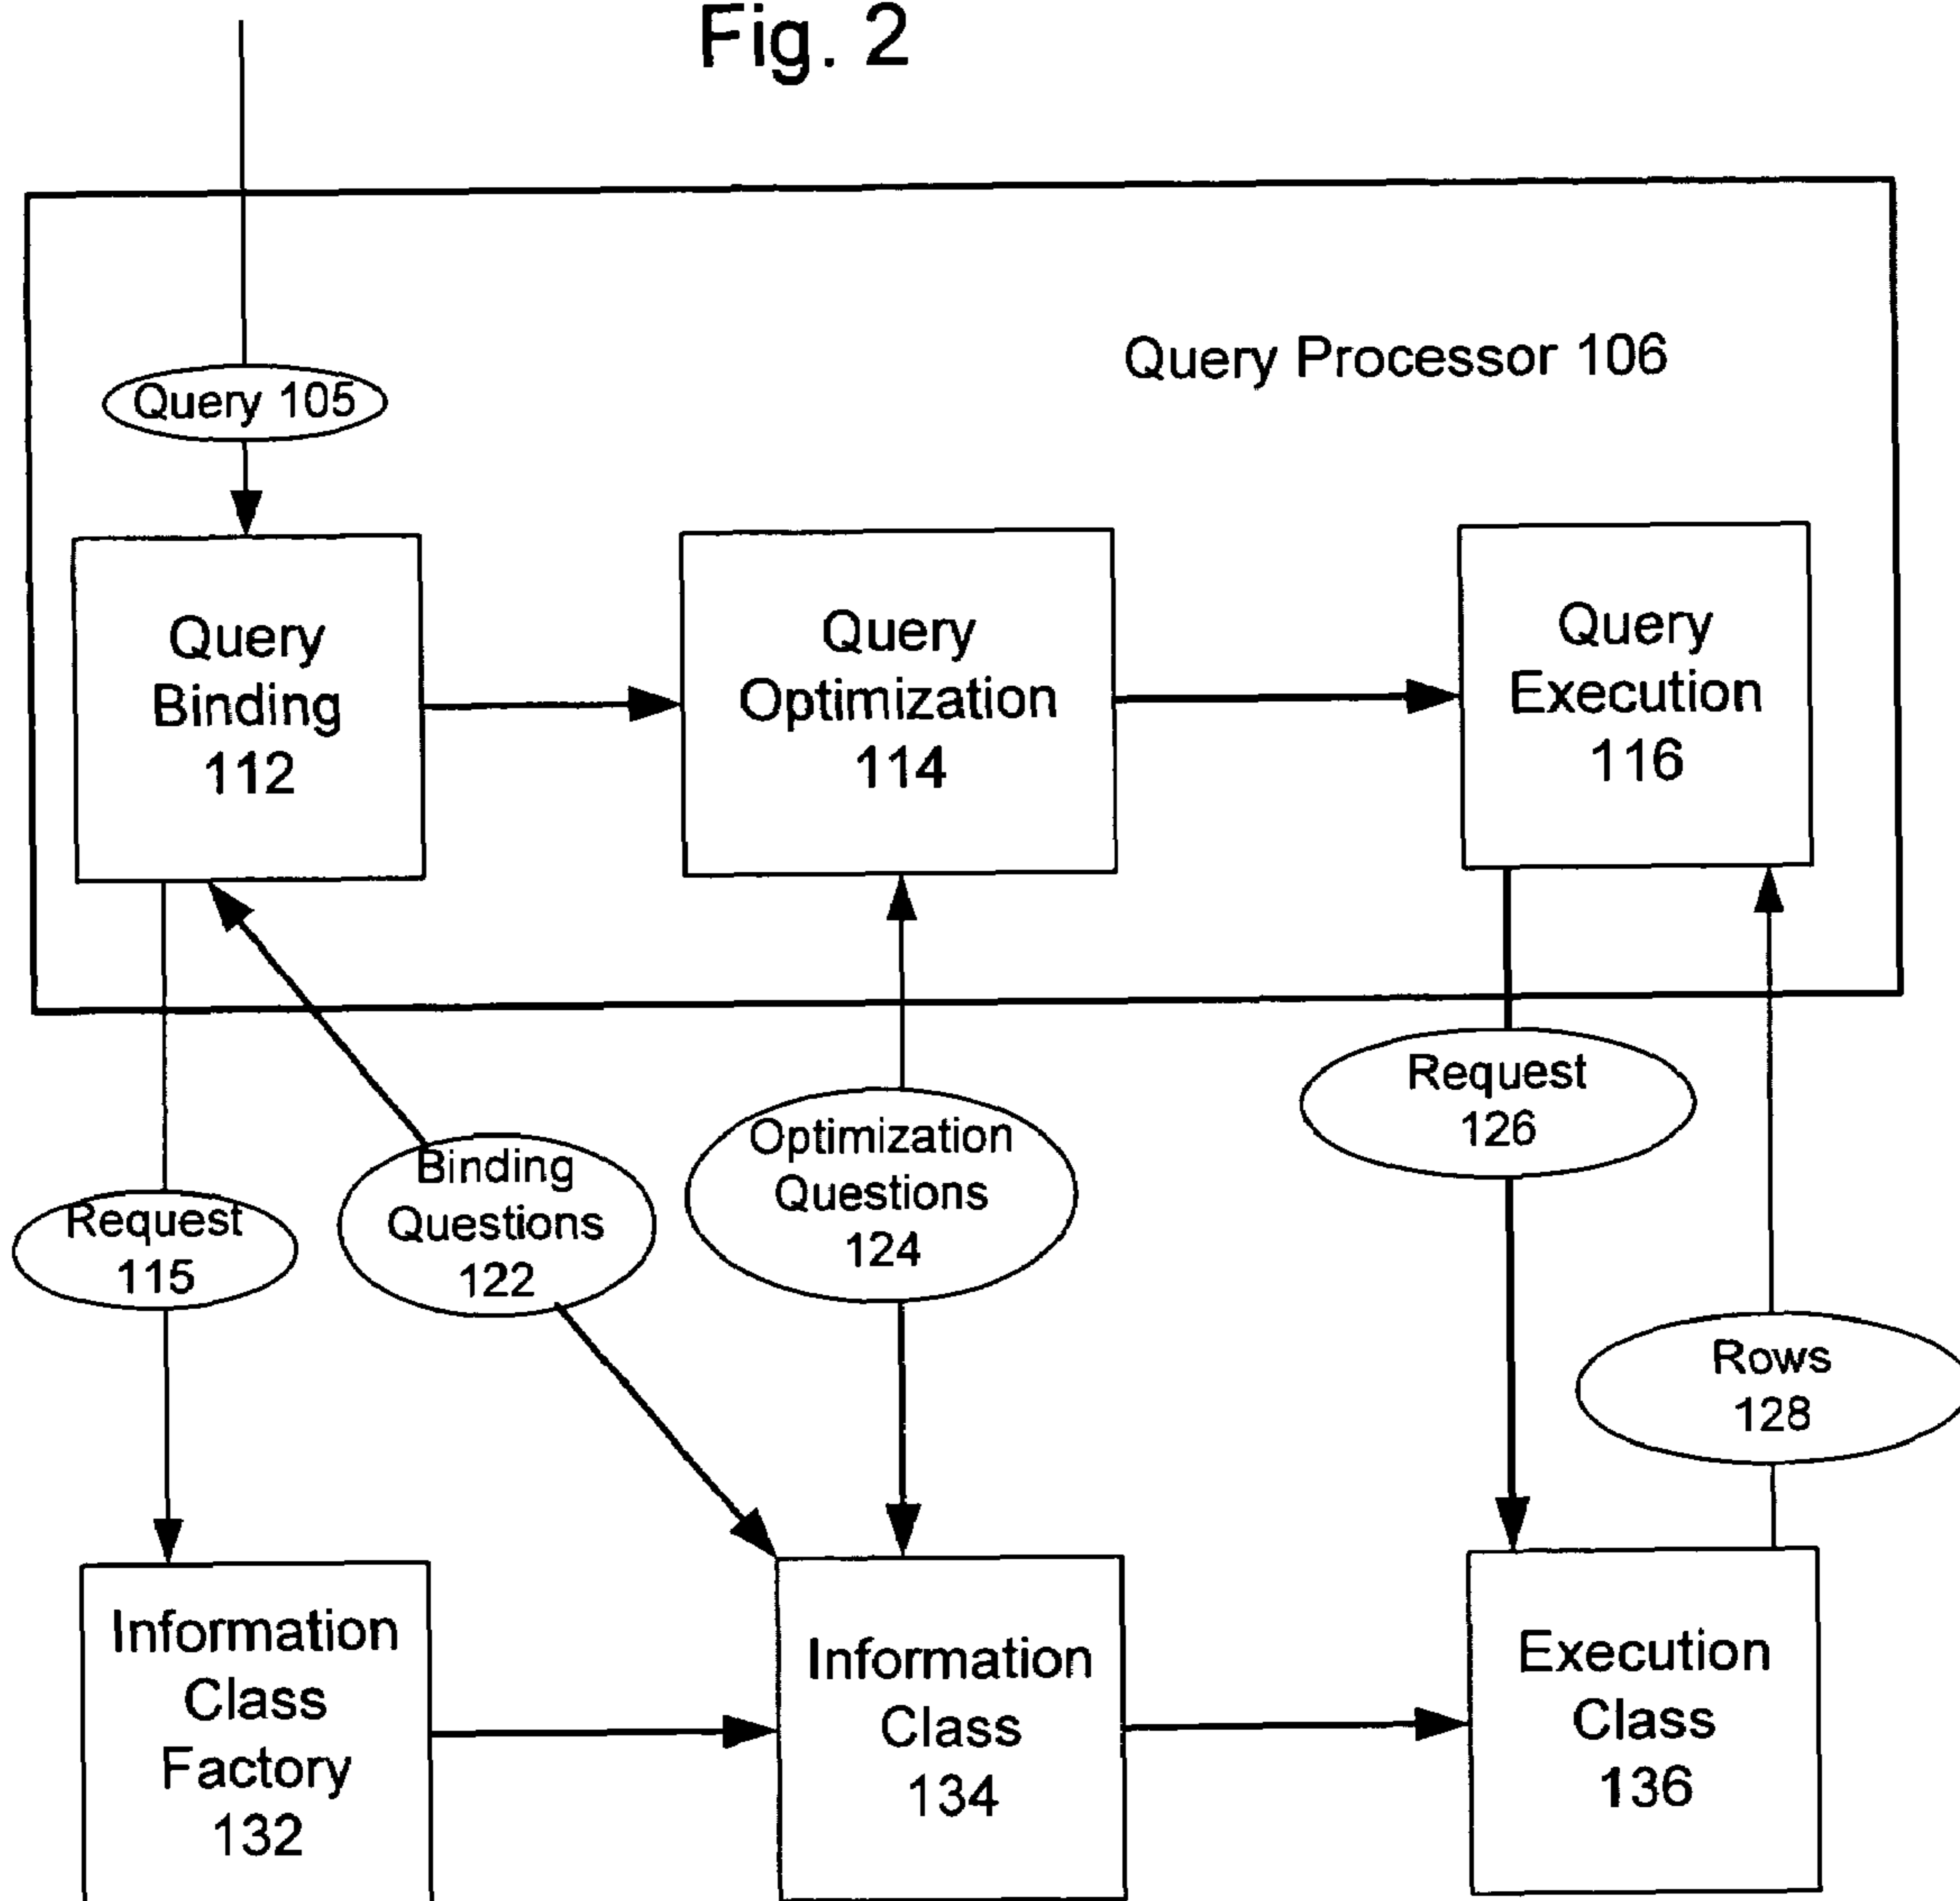 Fig. 2
Query Processor 106
Query 105
Query
Binding
112
Query
Optimization
114
Query
Execution
116
Request
115
Binding
Questions
122
Optimization
Questions
124
Request
126
Rows
128
Information
Class
Factory
132
Information
Class
134
Execution
Class
136